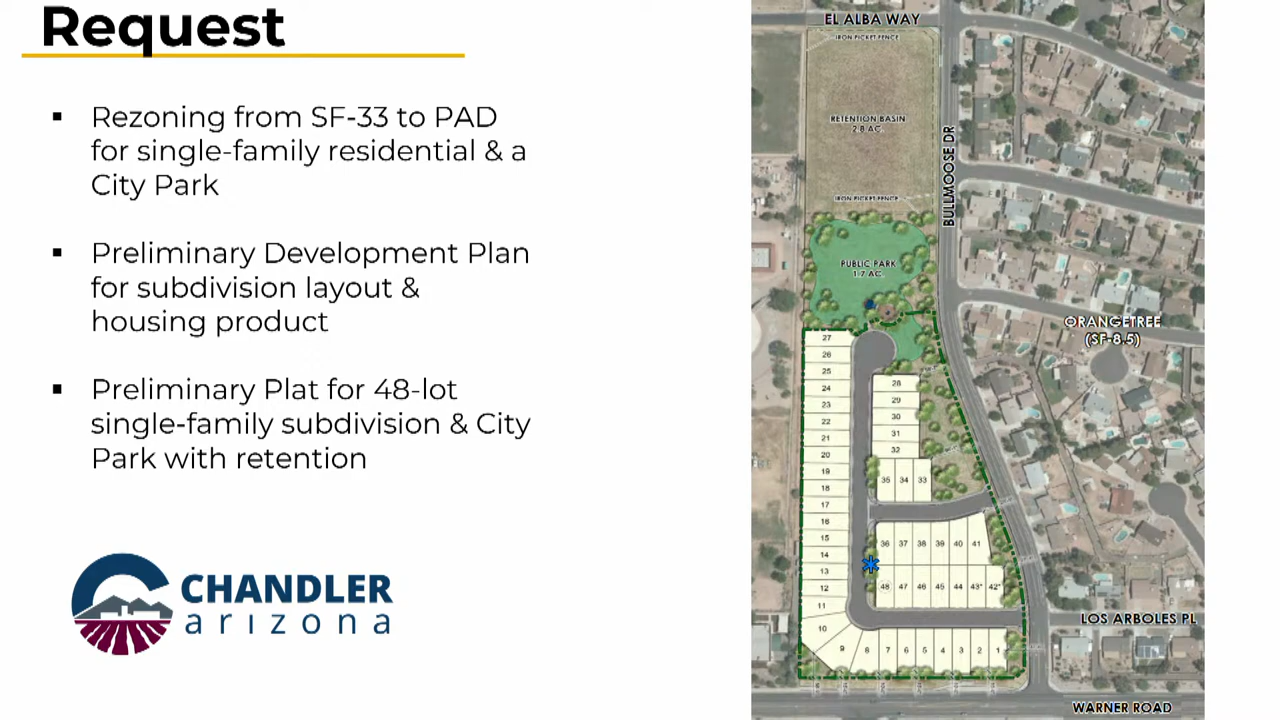 Request
▪ Rezoning from SF-33 to PAD
for single-family residential & a
City Park
▪ Preliminary Development Plan
for subdivision layout &
housing product
▪ Preliminary Plat for 48-lot
single-family subdivision & City
Park with retention
CHANDLER
arizona
EL ALBA WAY
IRON PICKET FENCE
RETENTION BASIN
2.8 AC.
BULLMOOSE DR
IRON PICKET FENCE
PUBLIC PARK
1.7 AC.
ORANGETREE
(SF-8.5)
27
26
25
24
23
22
21
20
19
18
17
16
15
14
13
12
11
10
9
8
7
6
5
4
3
2
1
28
29
30
31
32
35 34 33
36 37 38 39 40 41
48 47 46 45 44 43* 42*
LOS ARBOLES PL
WARNER ROAD